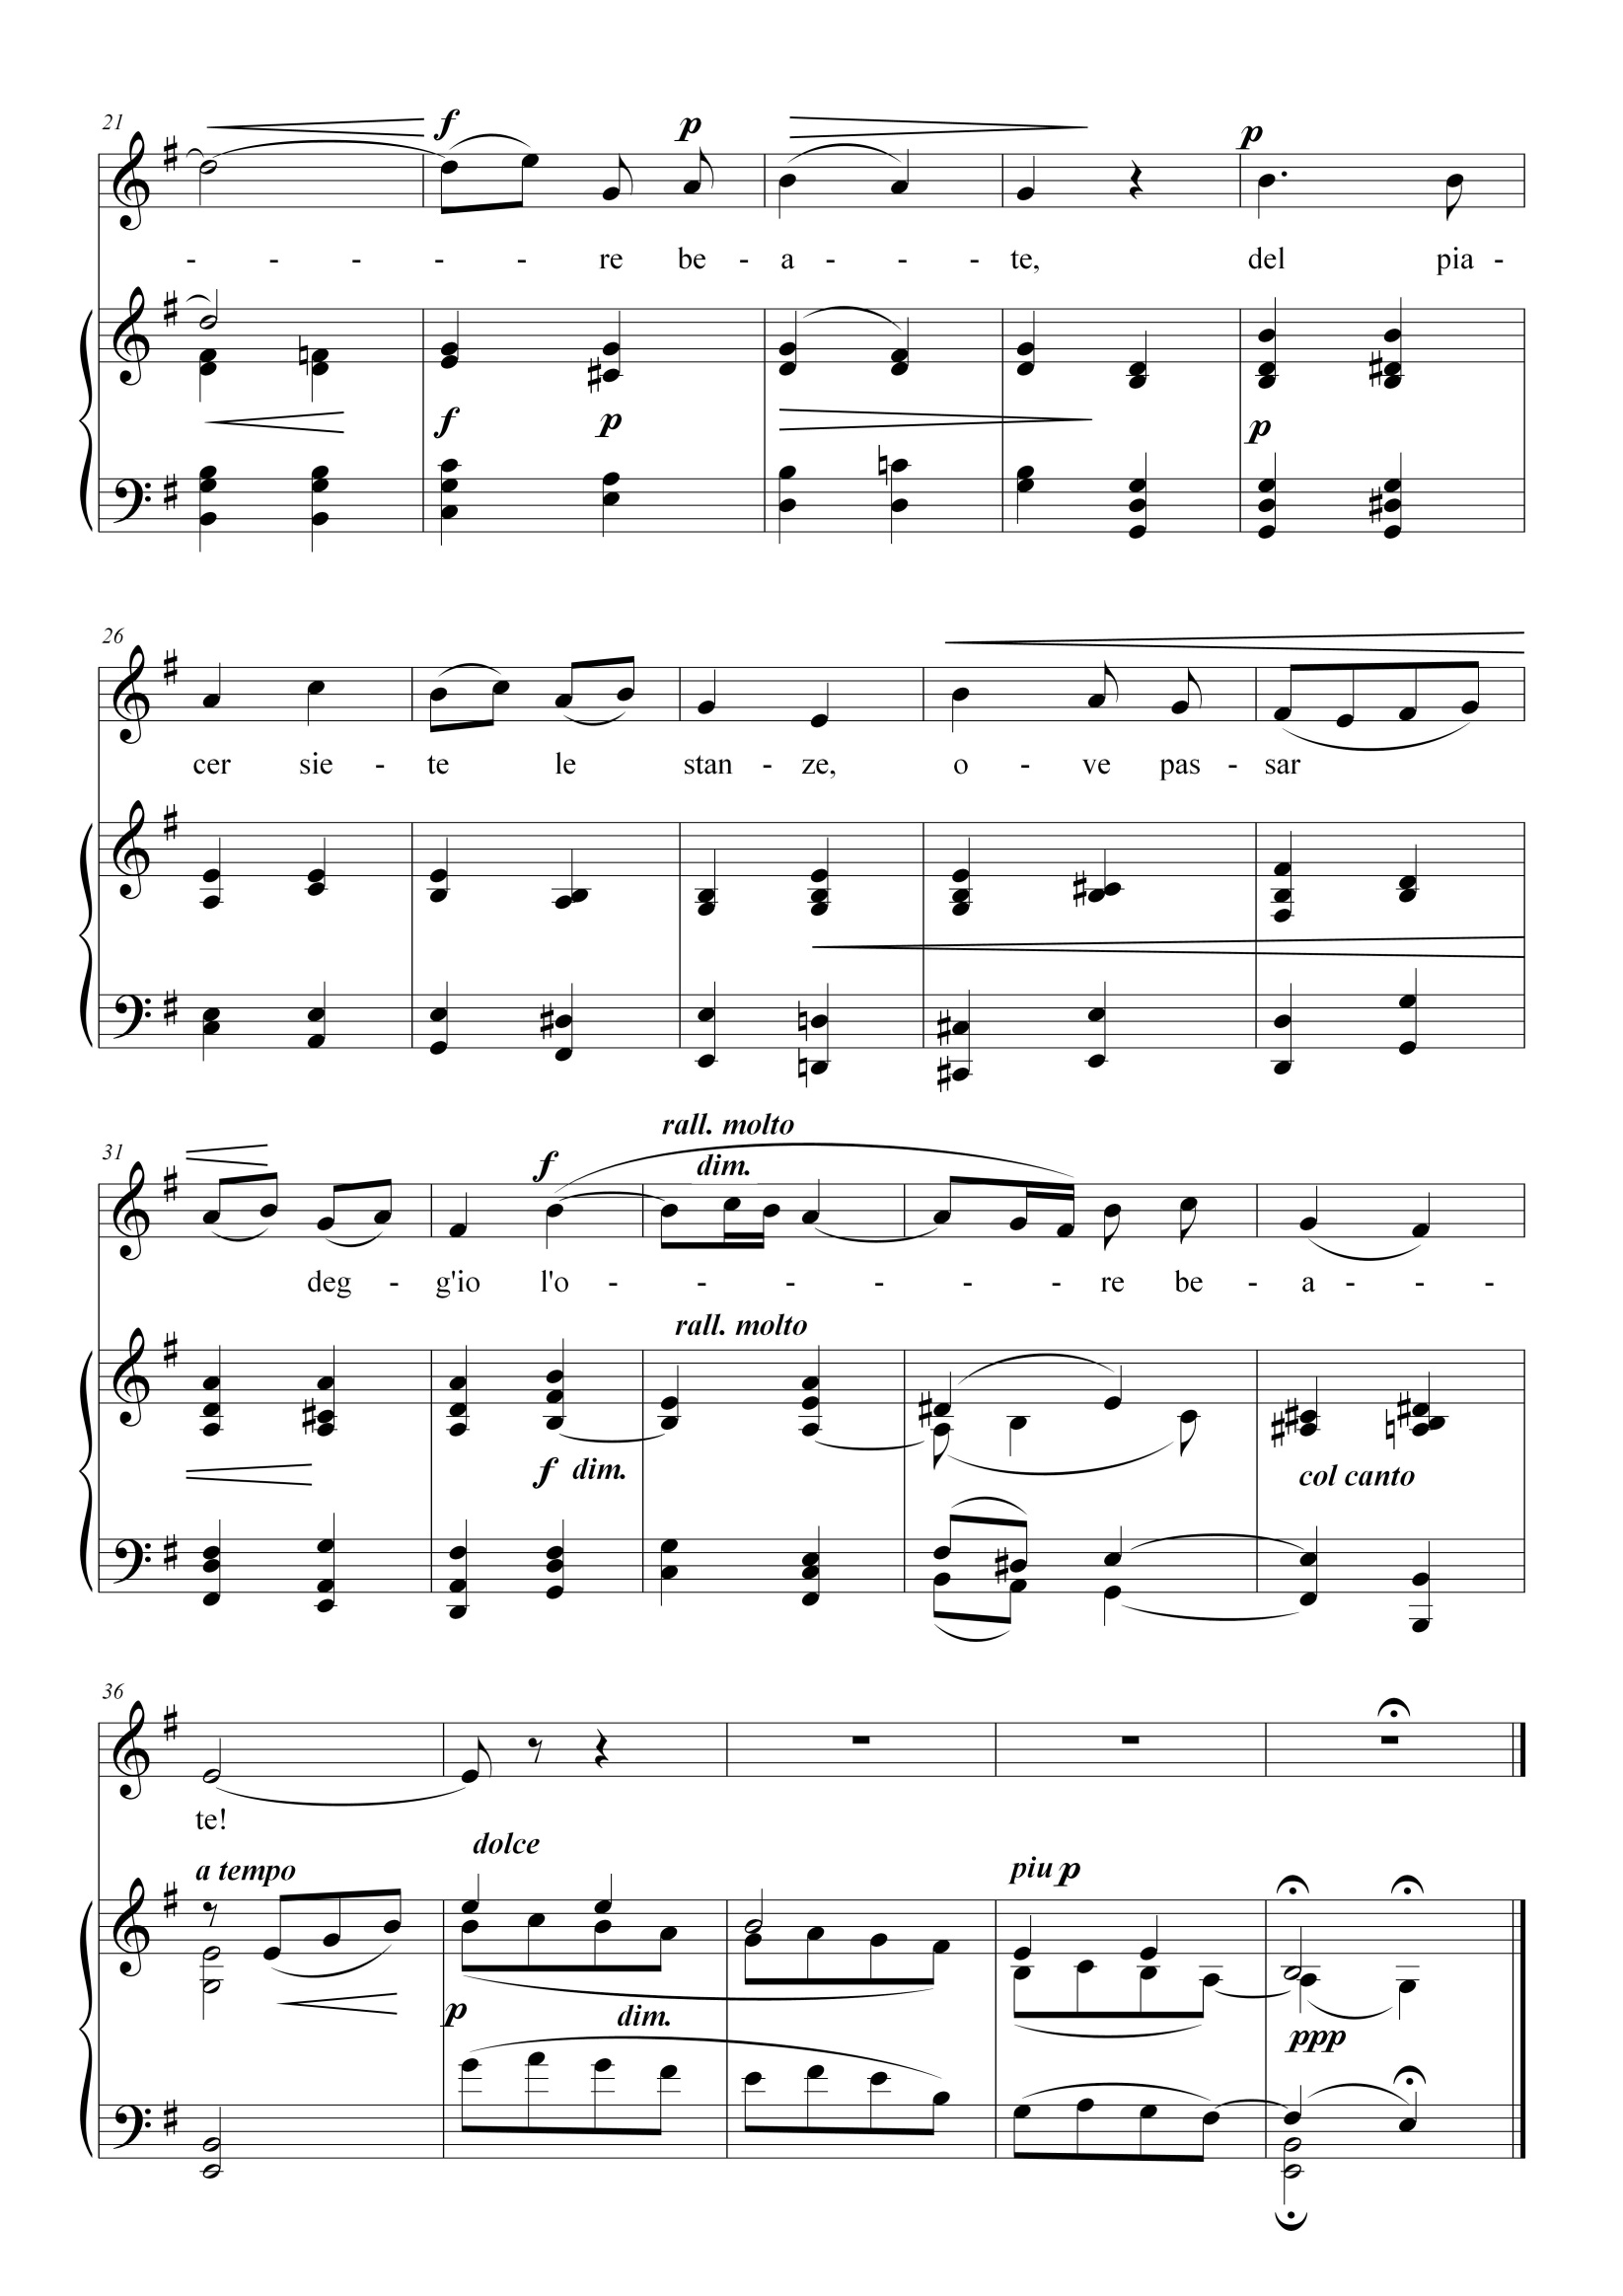 21
f p p
- - - - - re be - a - - - te, del pia -
f p p
26
cer sie - te le stan - ze, o - ve pas - sar
rall. molto
31
f dim.
deg - g'io l'o - - - - - - re be - a - - -
rall. molto
f dim. col canto
36
te!
dolce
a tempo piu p
p dim. ppp